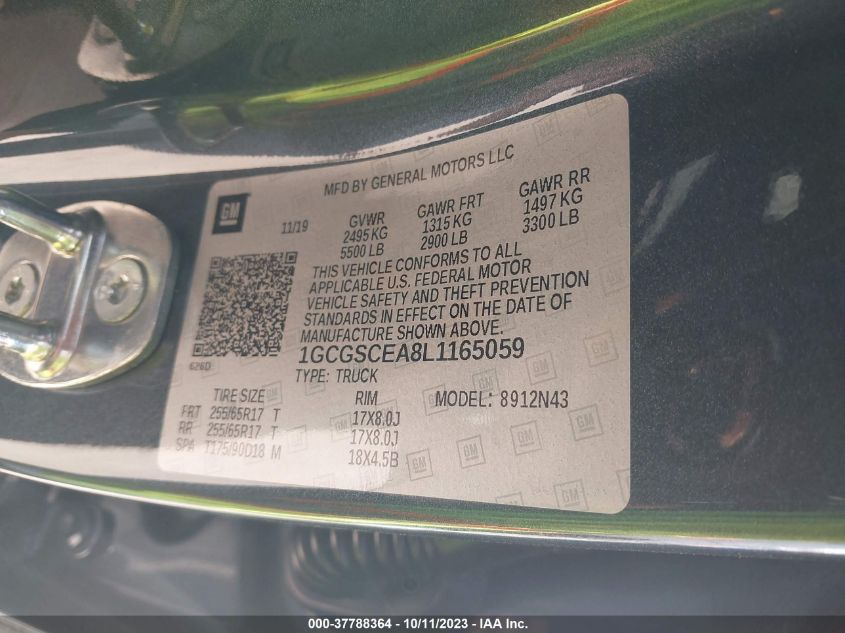 MFD BY GENERAL MOTORS LLC
GM
11/19
GVWR
2495 KG
5500 LB
GAWR FRT
1315 KG
2900 LB
GAWR RR
1497 KG
3300 LB
THIS VEHICLE CONFORMS TO ALL
APPLICABLE U.S. FEDERAL MOTOR
VEHICLE SAFETY AND THEFT PREVENTION
STANDARDS IN EFFECT ON THE DATE OF
MANUFACTURE SHOWN ABOVE.
626D
1GCGSCEA8L1165059
TYPE: TRUCK
TIRE SIZE RIM MODEL: 8912N43
FRT 255/65R17 T 17X8.0J
RR 255/65R17 T 17X8.0J
SPA T175/90D18 M 18X4.5B
000-37788364 - 10/11/2023 - IAA Inc.